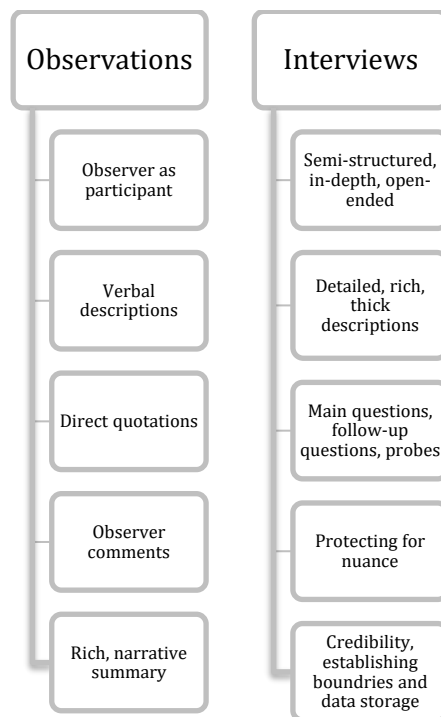 Observations
Observer as
participant
Verbal
descriptions
Direct quotations
Observer
comments
Rich, narrative
summary
Interviews
Semi-structured,
in-depth, open-
ended
Detailed, rich,
thick
descriptions
Main questions,
follow-up
questions, probes
Protecting for
nuance
Credibility,
establishing
boundries and
data storage